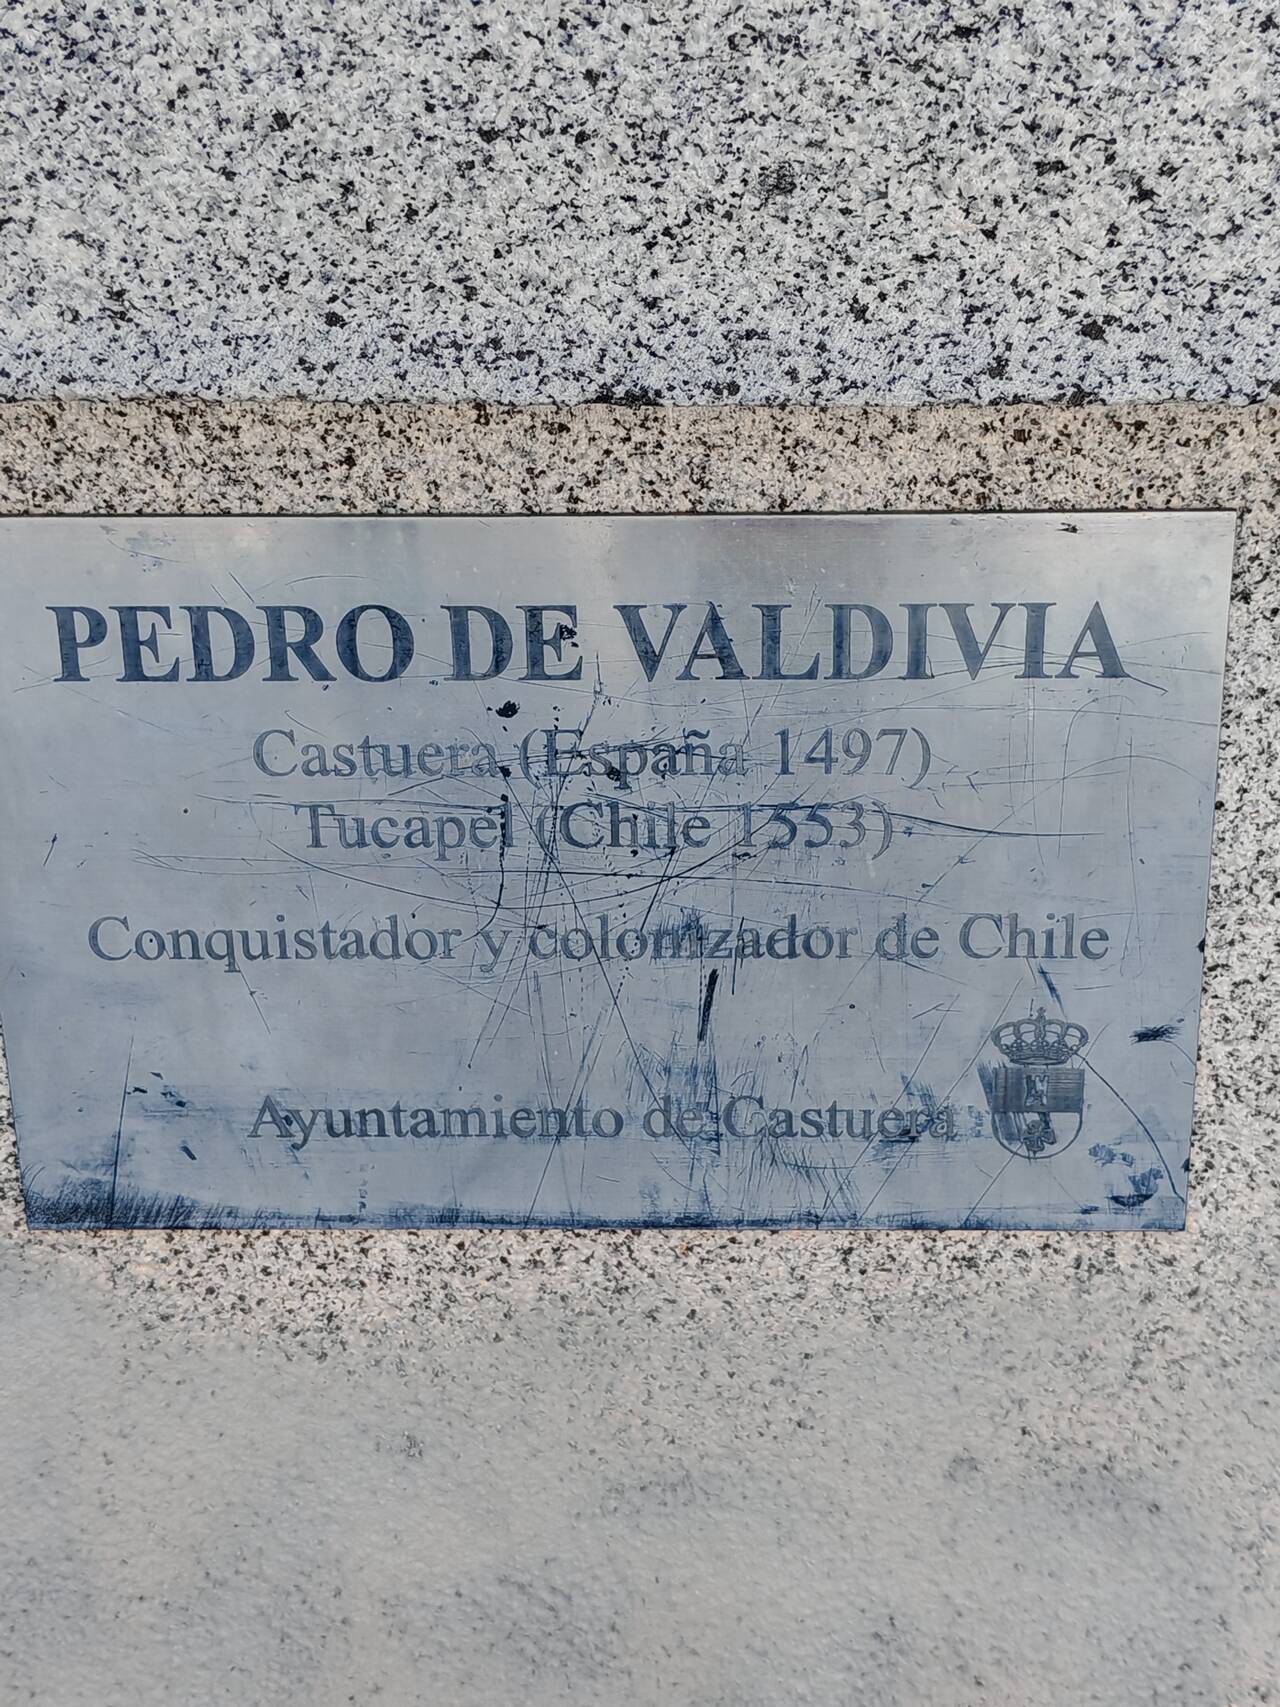 PEDRO DE VALDIVIA
Castuera (España 1497)
Tucapel (Chile 1553)
Conquistador y colonizador de Chile
Ayuntamiento de Castuera